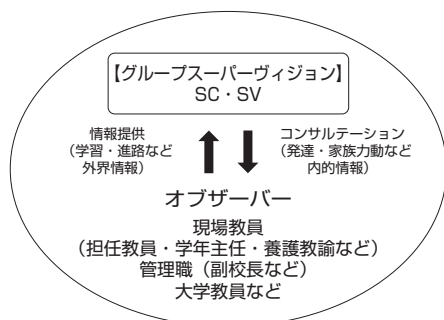 【グループスーパーヴィジョン】
SC・SV
情報提供
(学習・進路など
外界情報)
コンサルテーション
(発達・家族力動など
内的情報)
オブザーバー
現場教員
(担任教員・学年主任・養護教諭など)
管理職(副校長など)
大学教員など